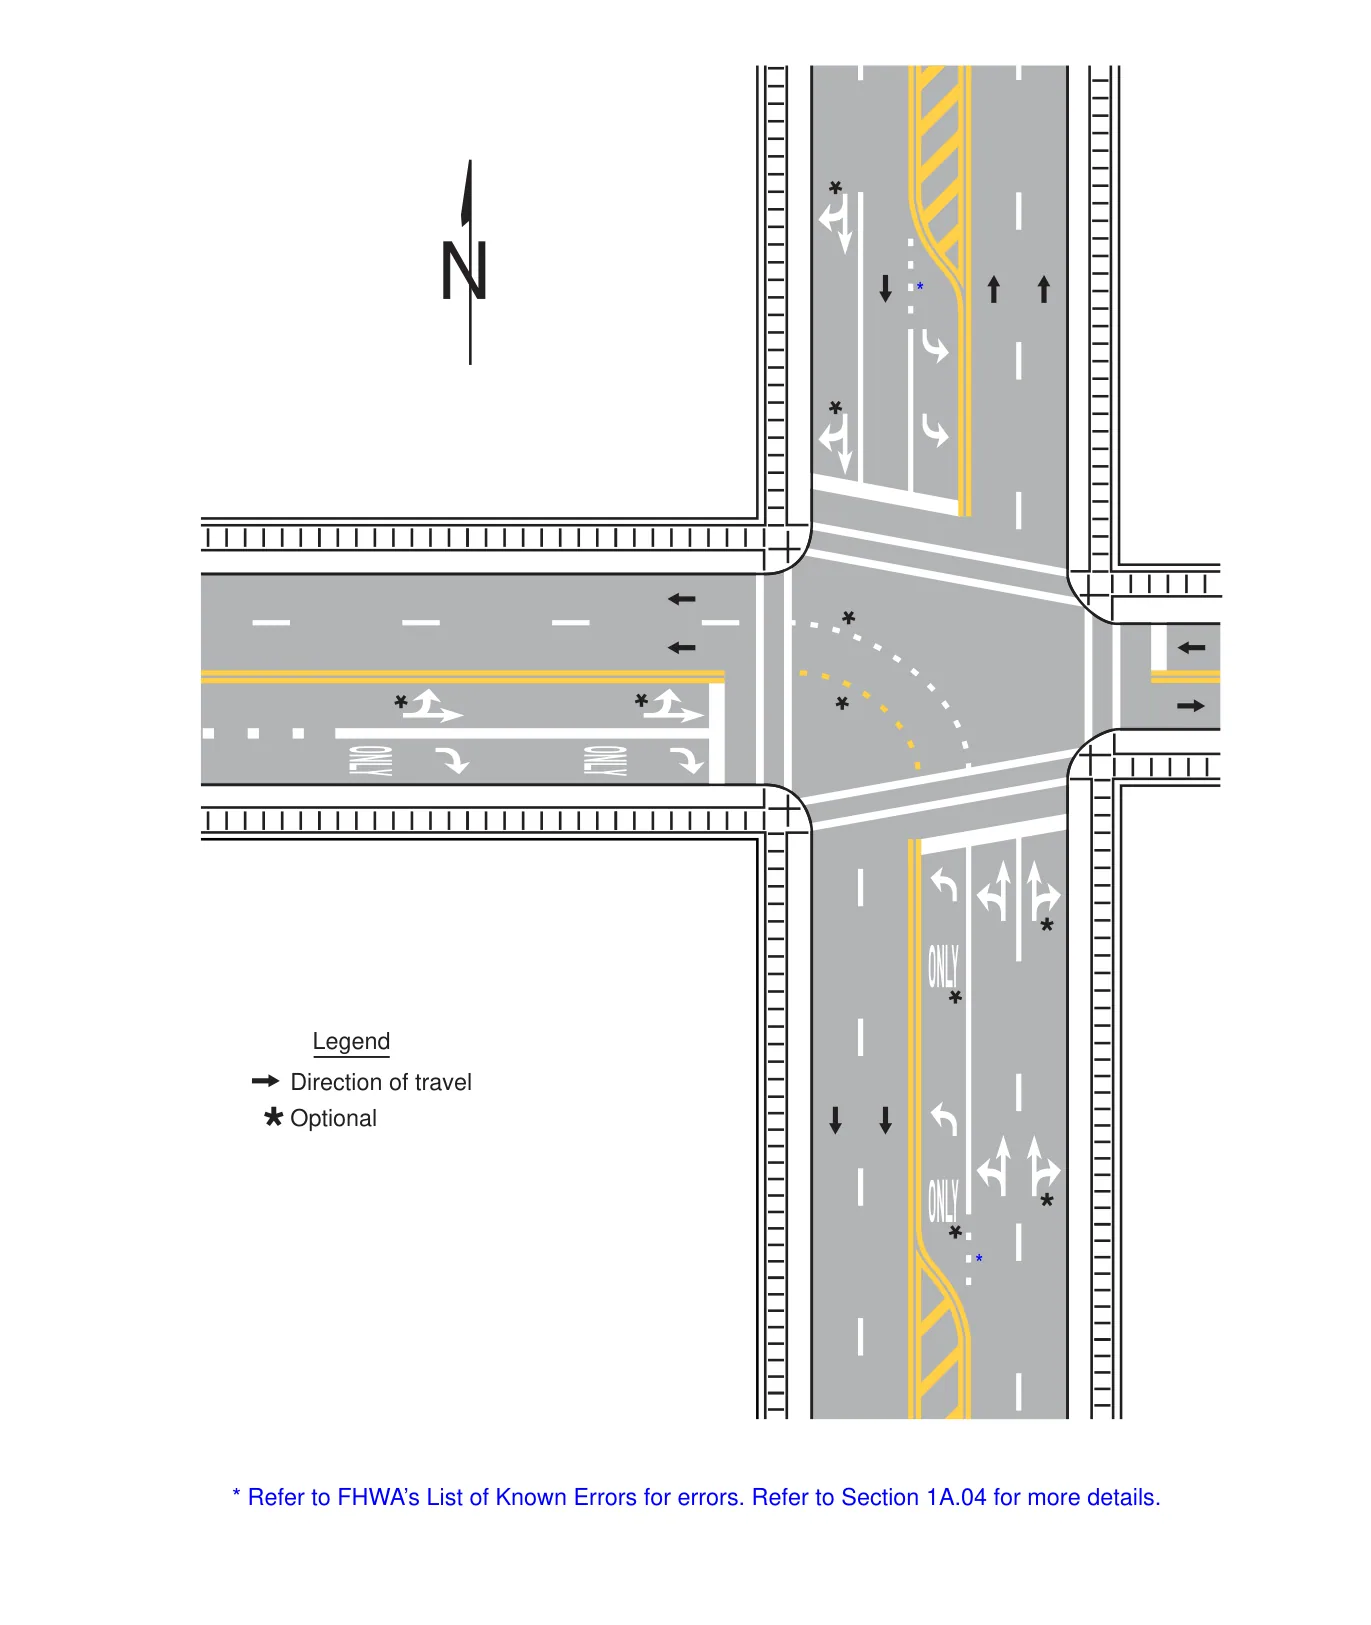 N
ONLY ONLY
ONLY
ONLY
Legend
Direction of travel
* Optional
* Refer to FHWA's List of Known Errors for errors. Refer to Section 1A.04 for more details.